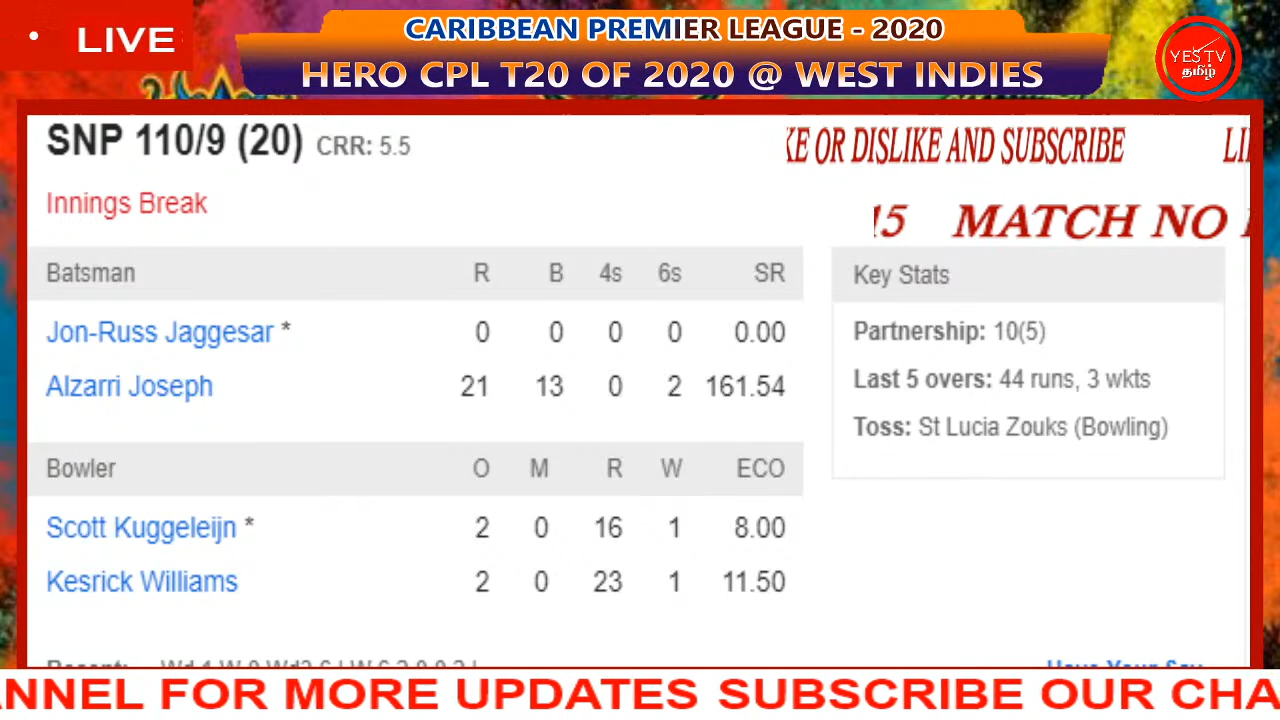 LIVE
CARIBBEAN PREMIER LEAGUE - 2020
HERO CPL T20 OF 2020 @ WEST INDIES
YES TV
தமிழ்
SNP 110/9 (20) CRR: 5.5
OR DISLIKE AND SUBSCRIBE
Innings Break
MATCH NO
Batsman R B 4s 6s SR
Jon-Russ Jaggesar * 0 0 0 0 0.00
Alzarri Joseph 21 13 0 2 161.54
Key Stats
Partnership: 10(5)
Last 5 overs: 44 runs, 3 wkts
Toss: St Lucia Zouks (Bowling)
Bowler O M R W ECO
Scott Kuggeleijn * 2 0 16 1 8.00
Kesrick Williams 2 0 23 1 11.50
FOR MORE UPDATES SUBSCRIBE OUR